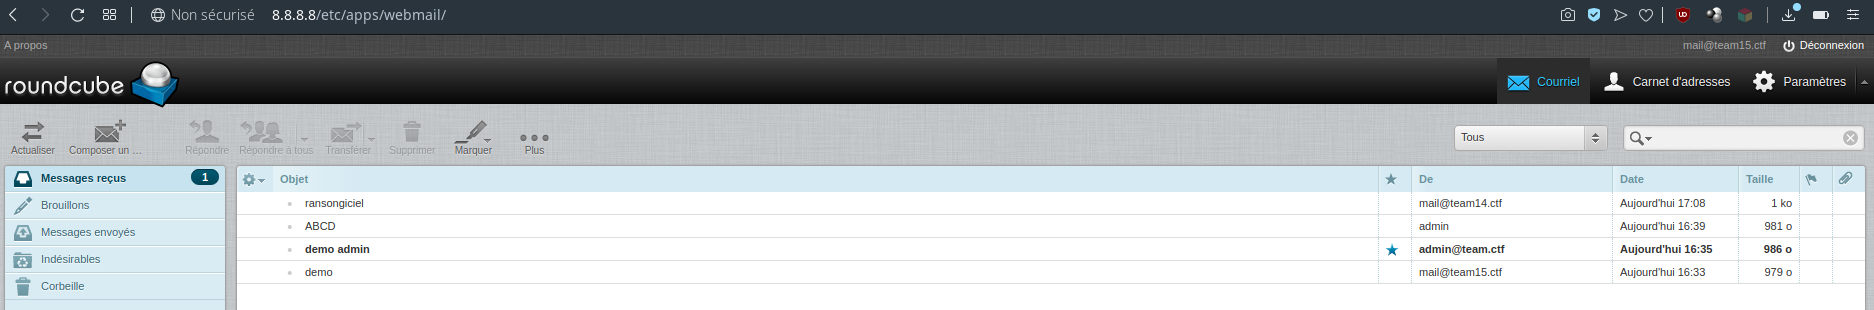 Non sécurisé 8.8.8.8/etc/apps/webmail/
A propos
mail@team15.ctf Déconnexion
roundcube
Courriel Carnet d'adresses Paramètres
Actualiser Composer un ... Répondre Répondre à tous Transférer Supprimer Marquer Plus
Tous
Messages reçus 1
Brouillons
Messages envoyés
Indésirables
Corbeille
Objet De Date Taille
ransongiciel mail@team14.ctf Aujourd'hui 17:08 1 ko
ABCD admin Aujourd'hui 16:39 981 o
demo admin admin@team.ctf Aujourd'hui 16:35 986 o
demo mail@team15.ctf Aujourd'hui 16:33 979 o